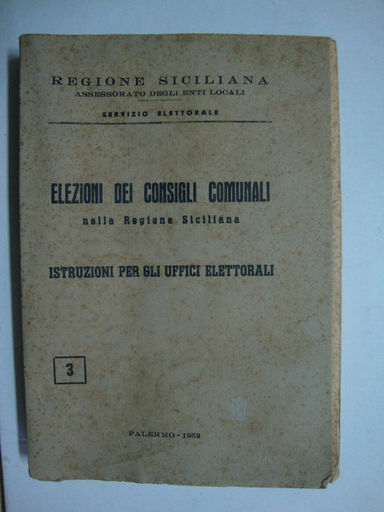 REGIONE SICILIANA
ASSESSORATO DEGLI ENTI LOCALI
SERVIZIO ELETTORALE
ELEZIONI DEI CONSIGLI COMUNALI
nella Regione Siciliana
ISTRUZIONI PER GLI UFFICI ELETTORALI
3
PALERMO - 1952